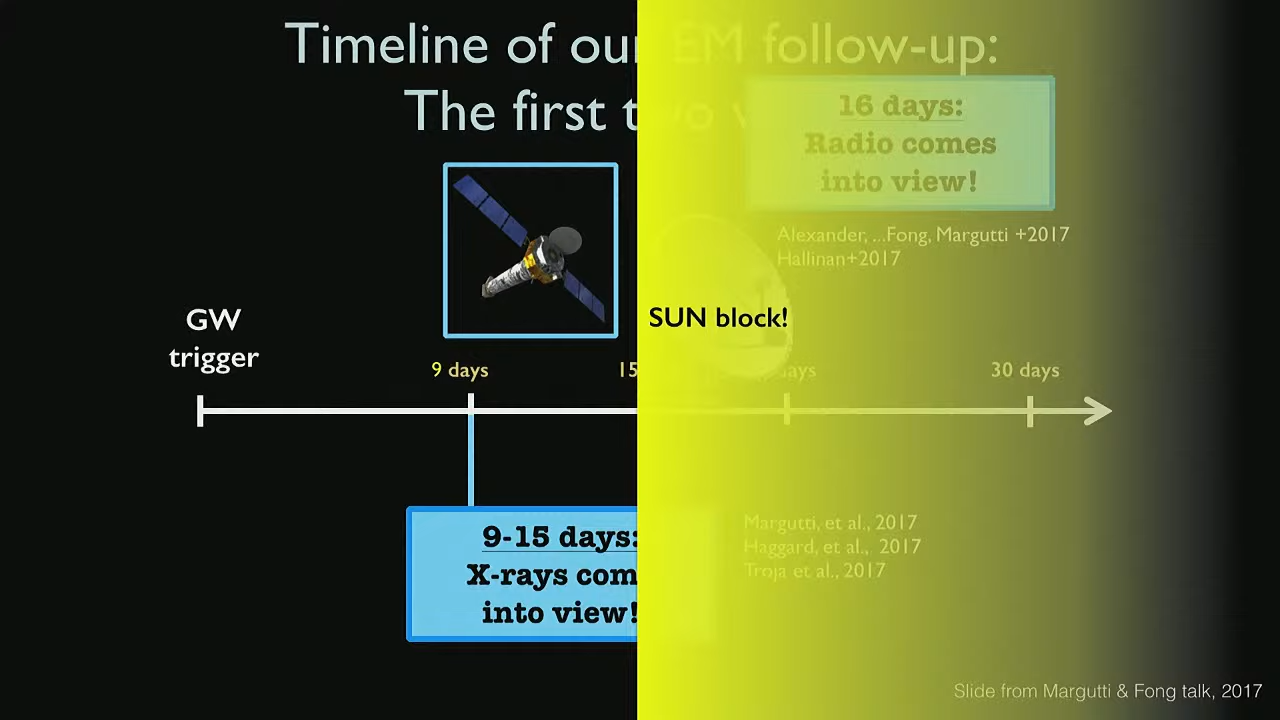 Timeline of our EM follow-up:
The first two w
16 days:
Radio comes
into view!
Alexander, ...Fong, Margutti +2017
Hallinan+2017
SUN block!
GW
trigger
9 days
15
days
30 days
9-15 days:
X-rays com
into view!
Margutti, et al., 2017
Haggard, et al., 2017
Troja et al., 2017
Slide from Margutti & Fong talk, 2017